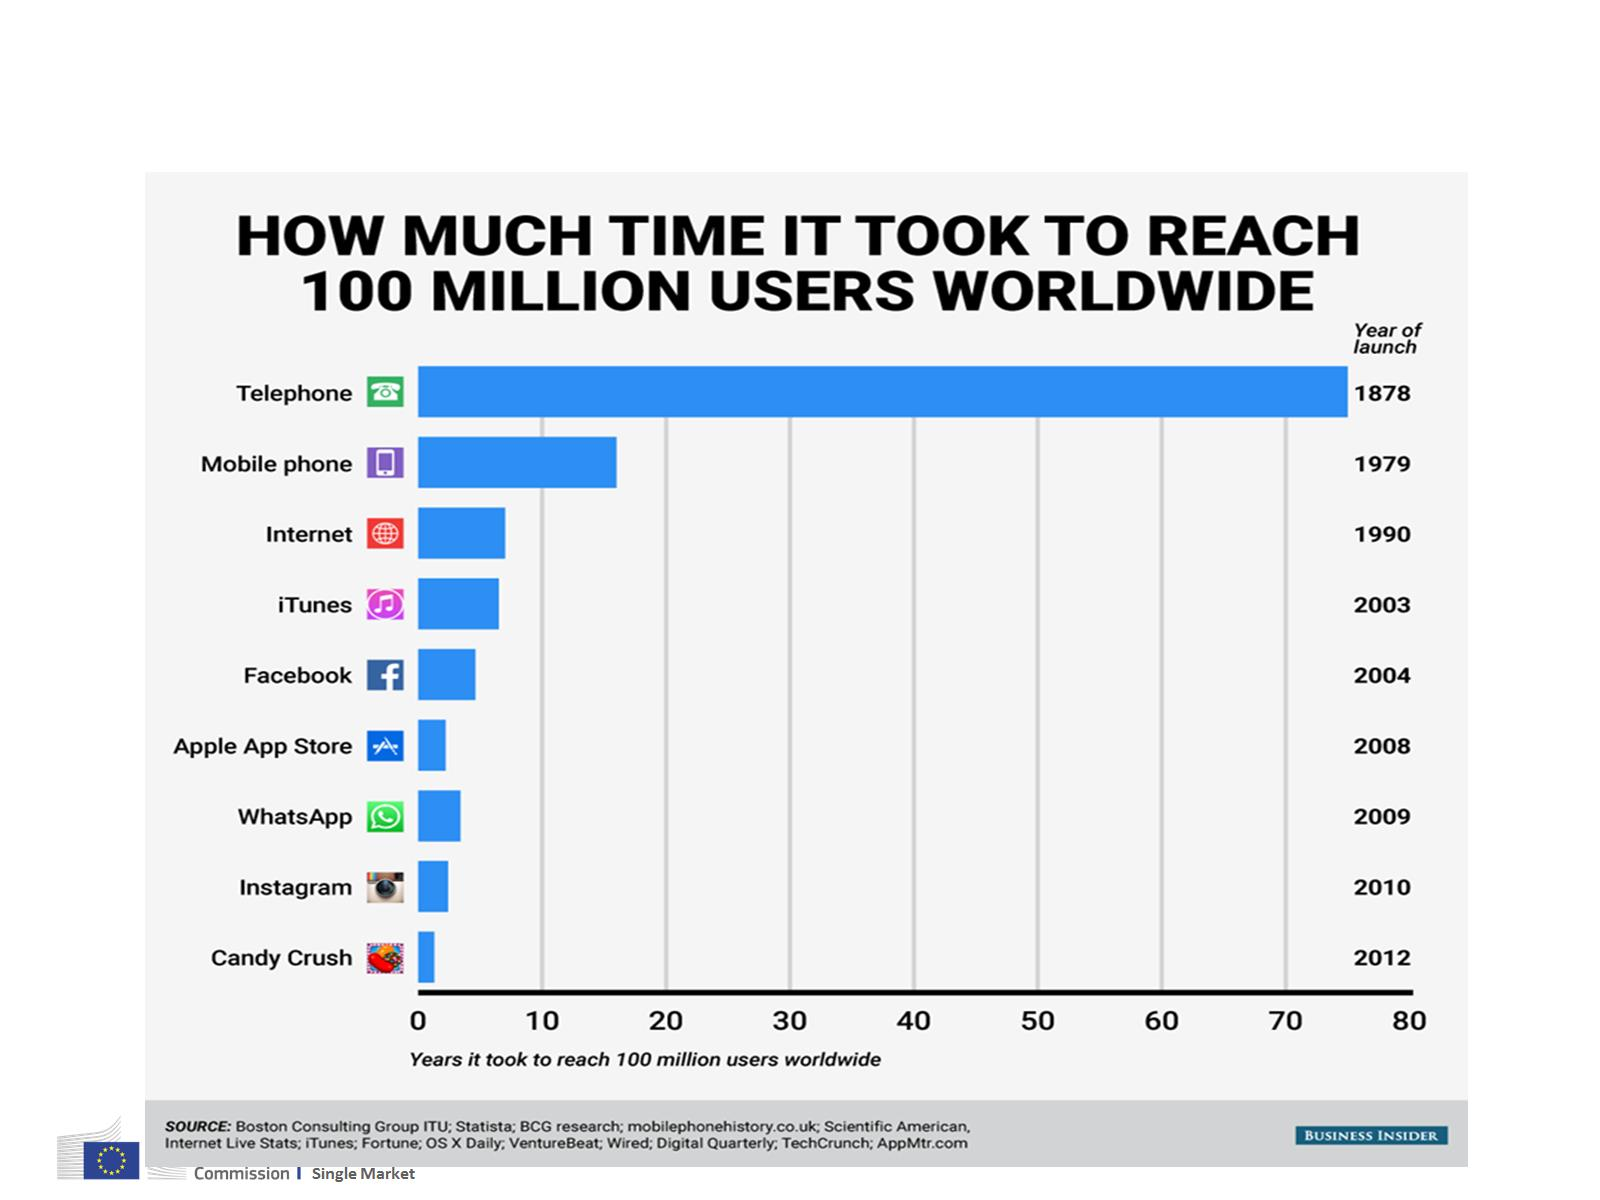 HOW MUCH TIME IT TOOK TO REACH
100 MILLION USERS WORLDWIDE
Year of
launch
Telephone 1878
Mobile phone 1979
Internet 1990
iTunes 2003
Facebook 2004
Apple App Store 2008
WhatsApp 2009
Instagram 2010
Candy Crush 2012
0 10 20 30 40 50 60 70 80
Years it took to reach 100 million users worldwide
SOURCE: Boston Consulting Group ITU; Statista; BCG research; mobilephonehistory.co.uk; Scientific American,
Internet Live Stats; iTunes; Fortune; OS X Daily; VentureBeat; Wired; Digital Quarterly; TechCrunch; AppMtr.com
BUSINESS INSIDER
Commission | Single Market